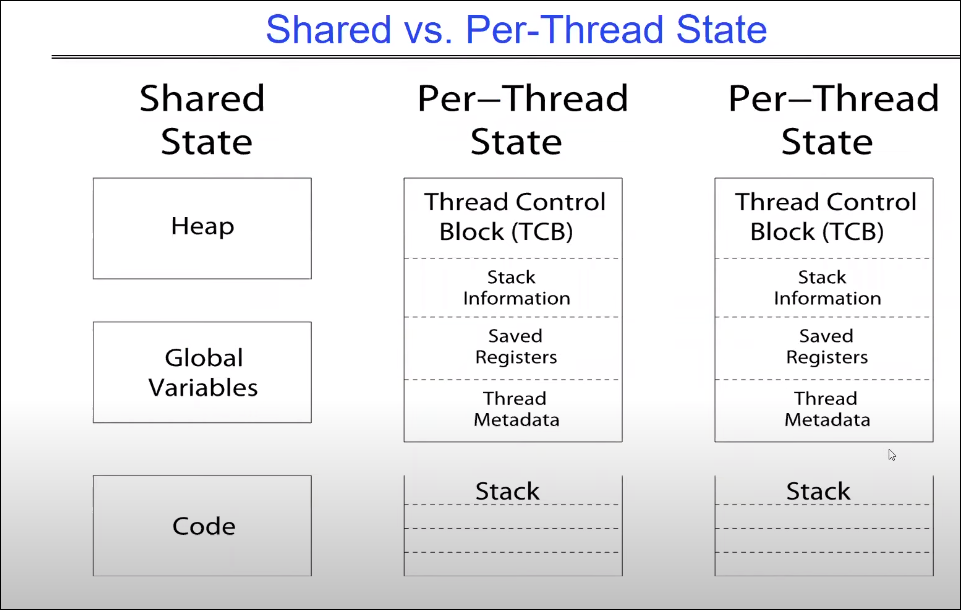 Shared vs. Per-Thread State
Shared
State
Heap
Global
Variables
Code
Per–Thread
State
Thread Control
Block (TCB)
Stack
Information
Saved
Registers
Thread
Metadata
Stack
Per–Thread
State
Thread Control
Block (TCB)
Stack
Information
Saved
Registers
Thread
Metadata
Stack